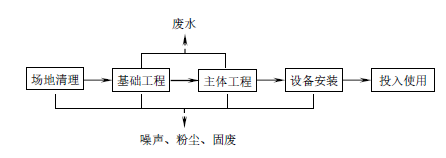 废水
场地清理
基础工程
主体工程
设备安装
投入使用
噪声、粉尘、固废